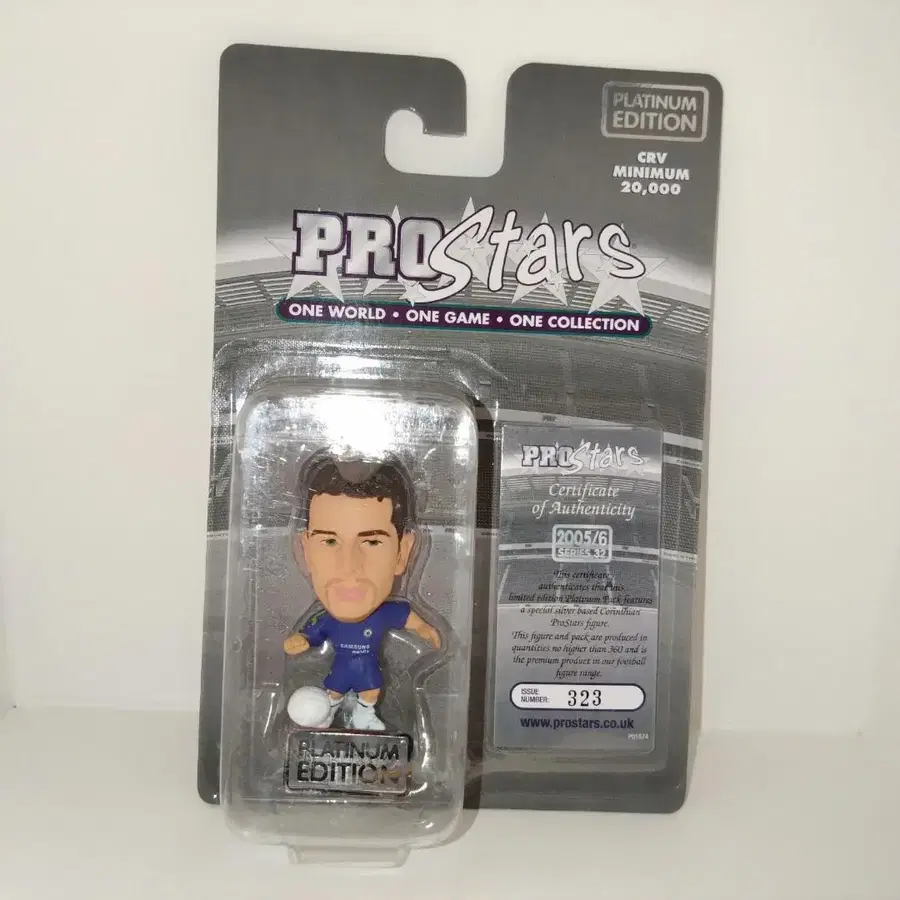 PLATINUM
EDITION
CRV
MINIMUM
20,000
PROStars
ONE WORLD • ONE GAME • ONE COLLECTION
PROStars
Certificate
of Authenticity
2005/6
SERIES 32
This certificate
authenticates that this
limited edition Platinum Pack features
a special silver based Corinthian
ProStars figure.
This figure and pack are produced in
quantities no higher than 360 and is
the premium product in our football
figure range.
ISSUE
NUMBER: 323
www.prostars.co.uk
SAMSUNG
mobile
PLATINUM
EDITION